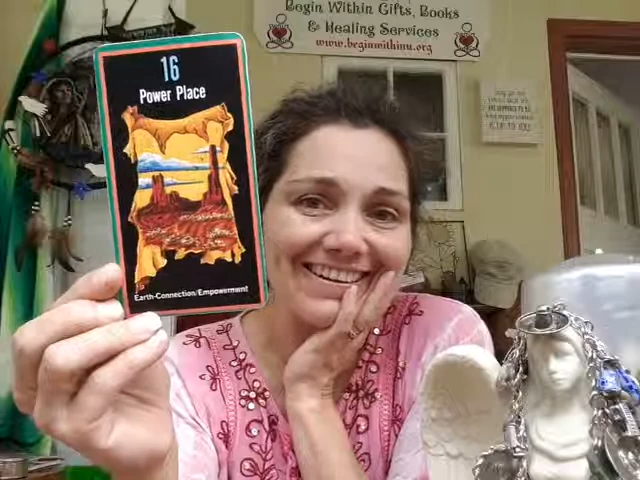 Begin Within Gifts, Books
& Healing Services
www.beginwithinu.org
16
Power Place
Earth-Connection/Empowerment